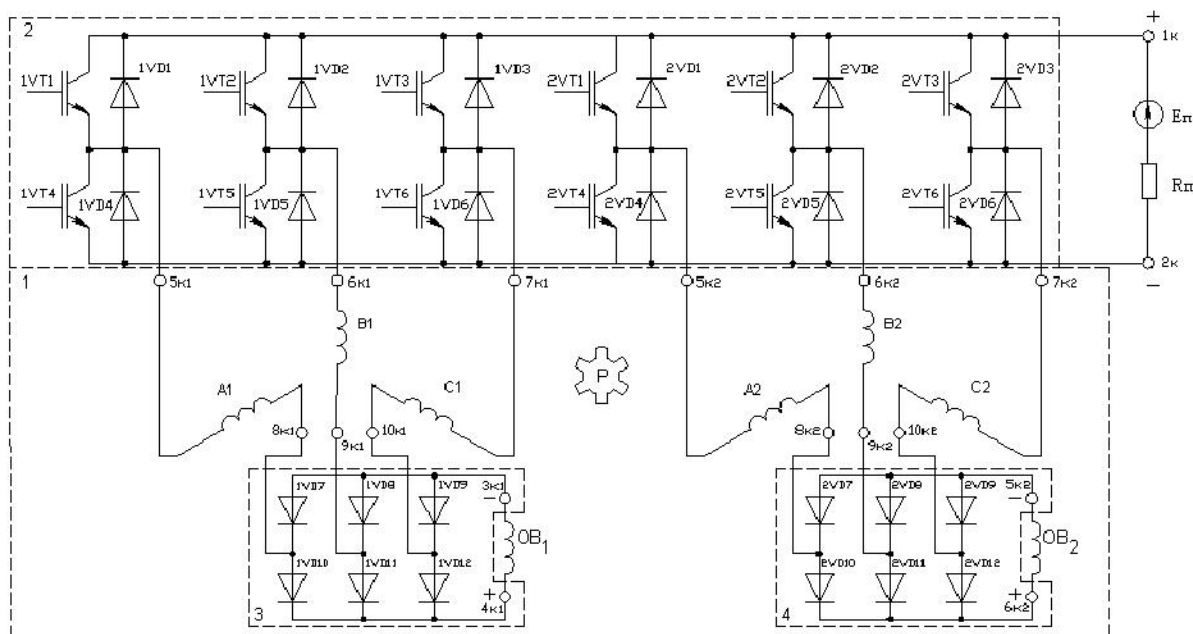 2
+
1к
1VT1
1VD1
1VT2
1VD2
1VT3
1VD3
2VT1
2VD1
2VT2
2VD2
2VT3
2VD3
Eп
1VT4
1VD4
1VT5
1VD5
1VT6
1VD6
2VT4
2VD4
2VT5
2VD5
2VT6
2VD6
Rп
2к
−
1
5к1
6к1
7к1
5к2
6к2
7к2
B1
B2
A1
C1
P
A2
C2
8к1
9к1
10к1
8к2
9к2
10к2
1VD7
1VD8
1VD9
3к1
−
2VD7
2VD8
2VD9
5к2
−
OB1
OB2
1VD10
1VD11
1VD12
+
4к1
2VD10
2VD11
2VD12
+
6к2
3
4